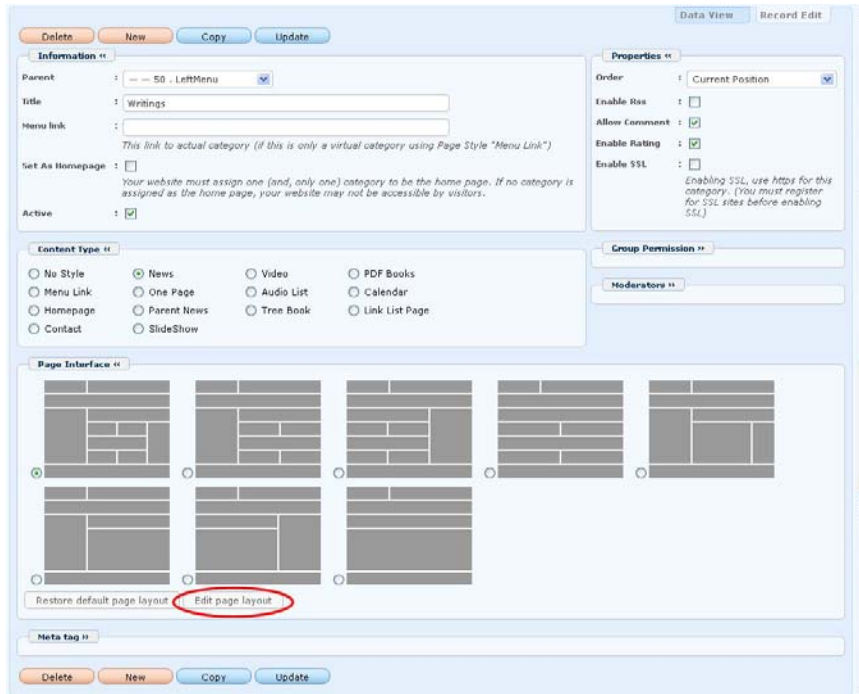 Data View Record Edit
Delete New Copy Update
Information «
Parent : — — 50 . LeftMenu
Title : Writings
Menu link :
This link to actual category (if this is only a virtual category using Page Style "Menu Link")
Set As Homepage :
Your website must assign one (and, only one) category to be the home page. If no category is
assigned as the home page, your website may not be accessible by visitors.
Active :
Properties «
Order : Current Position
Enable Rss :
Allow Comment :
Enable Rating :
Enable SSL :
Enabling SSL, use https for this
category. (You must register
for SSL sites before enabling
SSL)
Content Type «
No Style News Video PDF Books
Menu Link One Page Audio List Calendar
Homepage Parent News Tree Book Link List Page
Contact SlideShow
Group Permission »
Moderators »
Page Interface «
Restore default page layout Edit page layout
Meta tag »
Delete New Copy Update